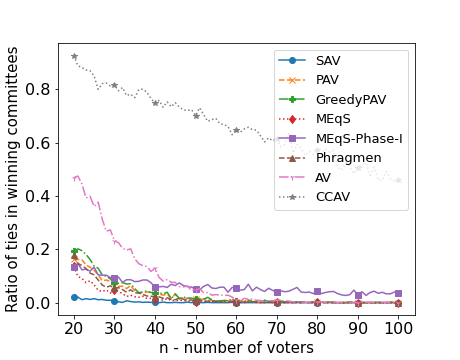 Ratio of ties in winning committees
0.8
0.6
0.4
0.2
0.0
SAV
PAV
GreedyPAV
MEqS
MEqS-Phase-I
Phragmen
AV
CCAV
20 30 40 50 60 70 80 90 100
n - number of voters